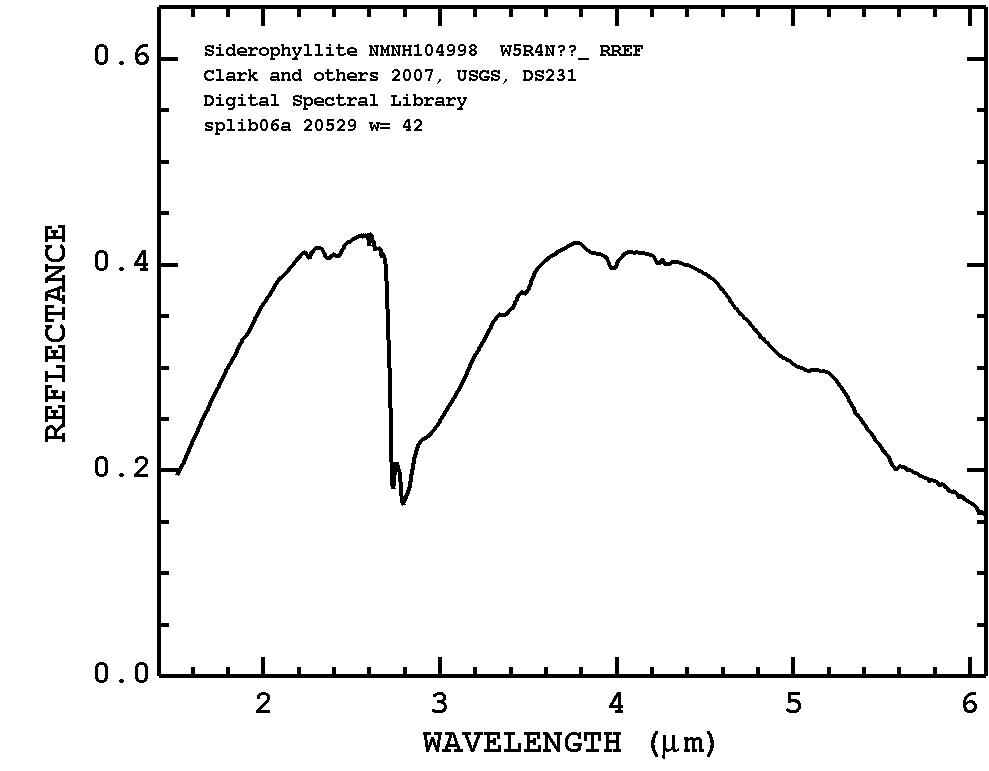 Siderophyllite NMNH104998 W5R4N??_ RREF
Clark and others 2007, USGS, DS231
Digital Spectral Library
splib06a 20529 w= 42
0.6
0.4
0.2
0.0
REFLECTANCE
2 3 4 5 6
WAVELENGTH (μm)